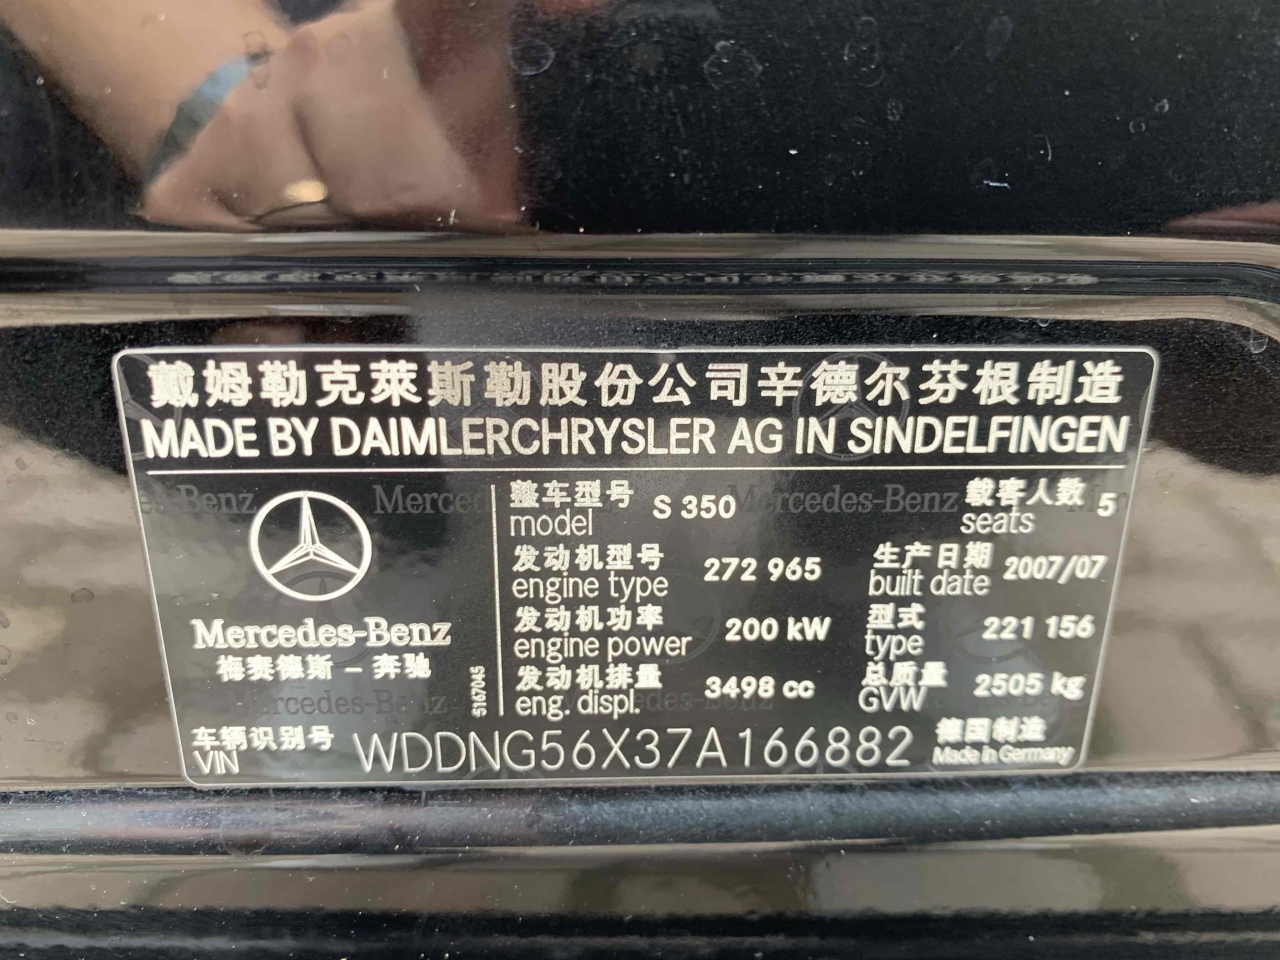 戴姆勒克萊斯勒股份公司辛德尔芬根制造
MADE BY DAIMLERCHRYSLER AG IN SINDELFINGEN
Mercedes-Benz
梅赛德斯－奔驰
5167045
整车型号 S 350 载客人数 5
model seats
发动机型号 272 965 生产日期 2007/07
engine type built date
发动机功率 200 kW 型式 221 156
engine power type
发动机排量 3498 cc 总质量 2505 kg
eng. displ. GVW
车辆识别号 WDDNG56X37A166882 德国制造
VIN Made in Germany